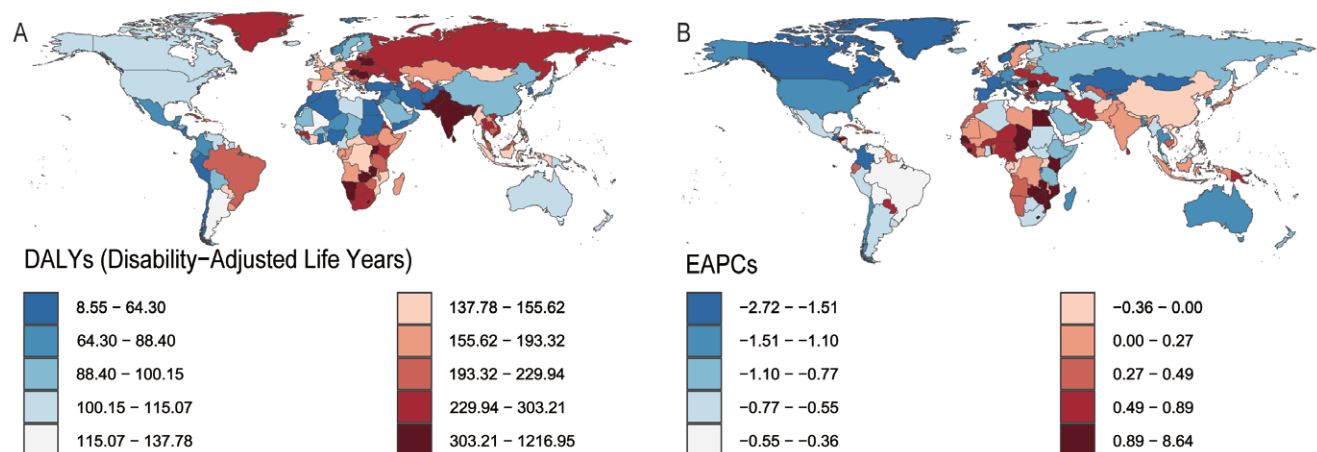 A
B
DALYs (Disability−Adjusted Life Years)
8.55 − 64.30
64.30 − 88.40
88.40 − 100.15
100.15 − 115.07
115.07 − 137.78
137.78 − 155.62
155.62 − 193.32
193.32 − 229.94
229.94 − 303.21
303.21 − 1216.95
EAPCs
−2.72 − −1.51
−1.51 − −1.10
−1.10 − −0.77
−0.77 − −0.55
−0.55 − −0.36
−0.36 − 0.00
0.00 − 0.27
0.27 − 0.49
0.49 − 0.89
0.89 − 8.64